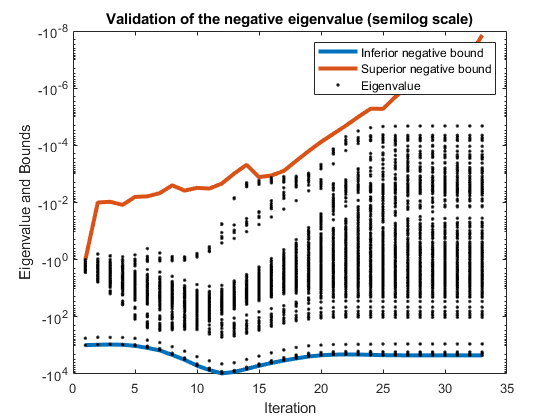 Validation of the negative eigenvalue (semilog scale)
Inferior negative bound
Superior negative bound
Eigenvalue
Eigenvalue and Bounds
-10^-8
-10^-6
-10^-4
-10^-2
-10^0
-10^2
-10^4
0 5 10 15 20 25 30 35
Iteration